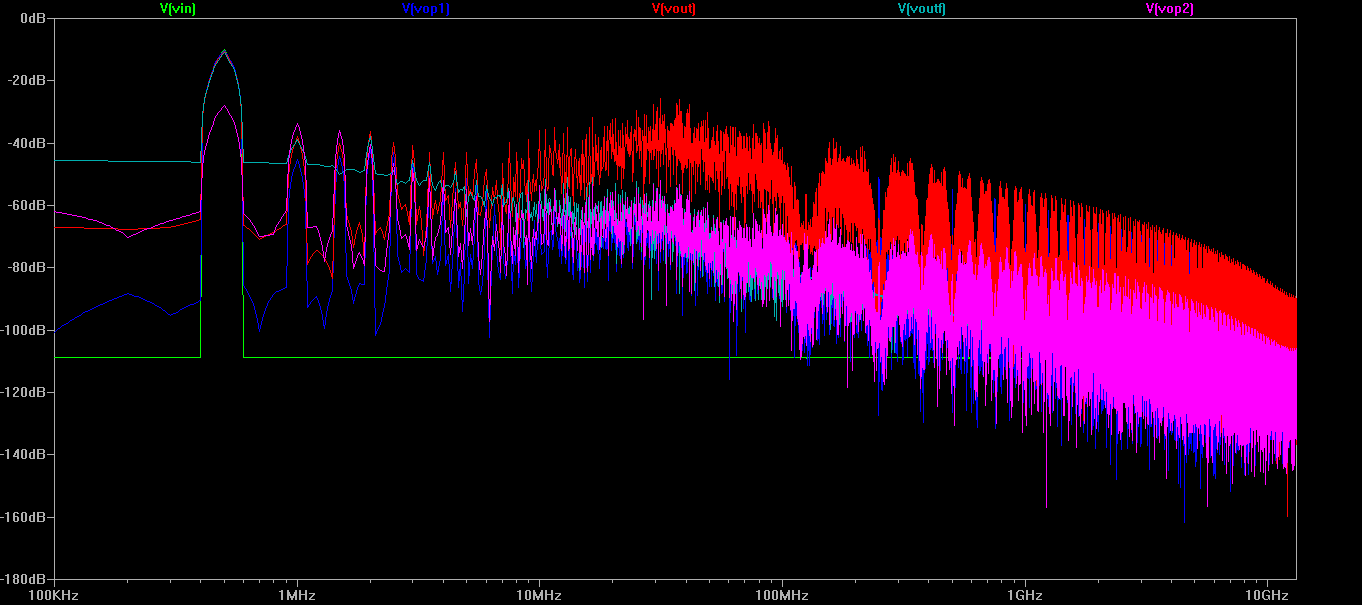 V(vin) V(vop1) V(vout) V(voutf) V(vop2)
0dB
-20dB
-40dB
-60dB
-80dB
-100dB
-120dB
-140dB
-160dB
-180dB
100KHz 1MHz 10MHz 100MHz 1GHz 10GHz